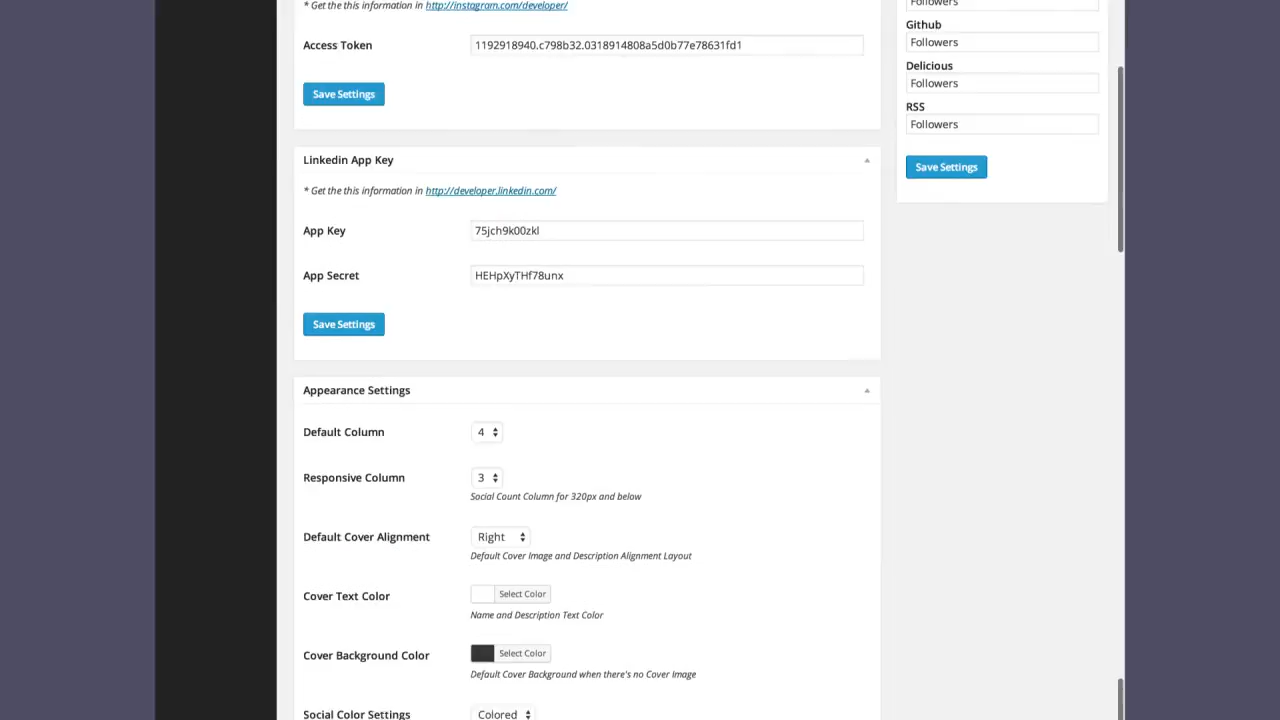 * Get the this information in http://instagram.com/developer/
Access Token
1192918940.c798b32.0318914808a5d0b77e78631fd1
Save Settings
Linkedin App Key
* Get the this information in http://developer.linkedin.com/
App Key
75jch9k00zkl
App Secret
HEHpXyTHf78unx
Save Settings
Appearance Settings
Default Column
4
Responsive Column
3
Social Count Column for 320px and below
Default Cover Alignment
Right
Default Cover Image and Description Alignment Layout
Cover Text Color
Select Color
Name and Description Text Color
Cover Background Color
Select Color
Default Cover Background when there's no Cover Image
Social Color Settings
Colored
Followers
Github
Followers
Delicious
Followers
RSS
Followers
Save Settings